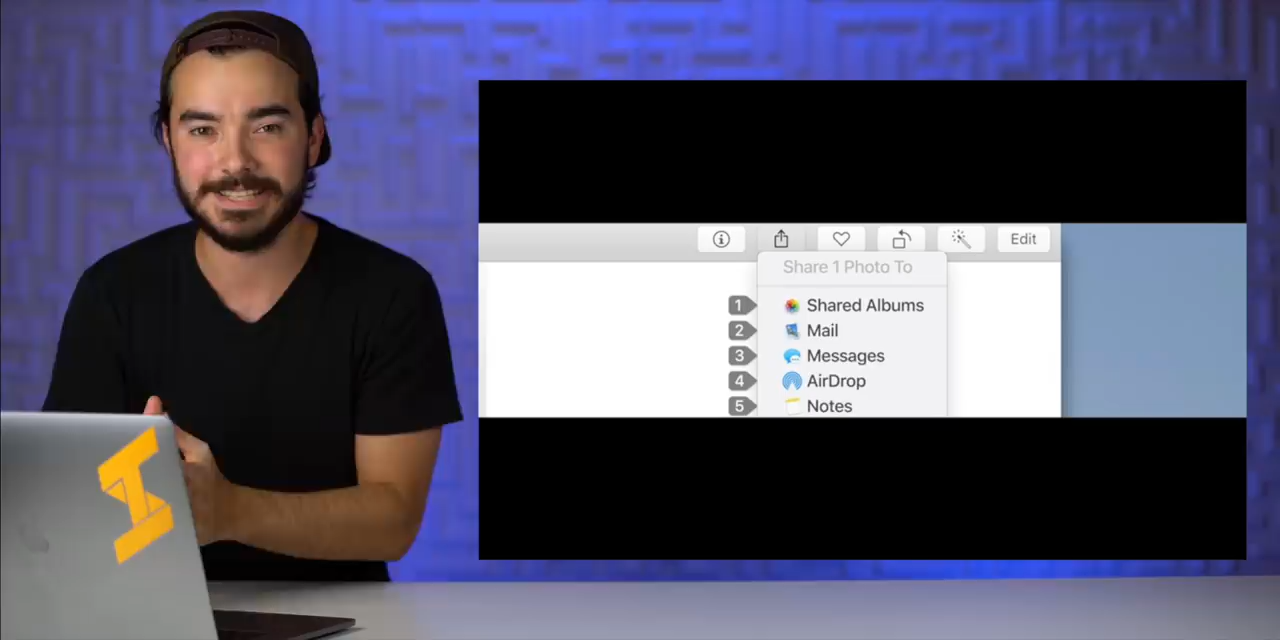 Edit
Share 1 Photo To
1 Shared Albums
2 Mail
3 Messages
4 AirDrop
5 Notes